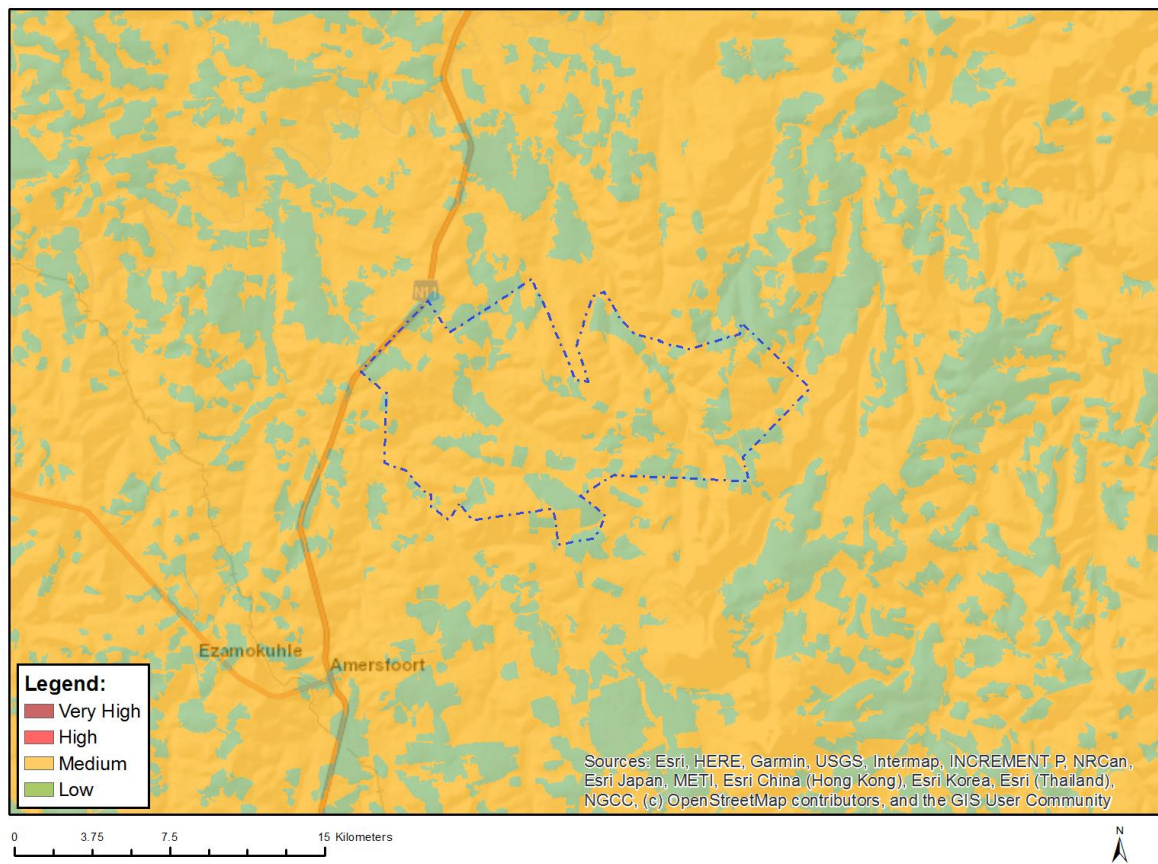 N11
Ezamokuhle
Amersfoort
Legend:
Very High
High
Medium
Low
Sources: Esri, HERE, Garmin, USGS, Intermap, INCREMENT P, NRCan,
Esri Japan, METI, Esri China (Hong Kong), Esri Korea, Esri (Thailand),
NGCC, (c) OpenStreetMap contributors, and the GIS User Community
0 3.75 7.5 15 Kilometers
N